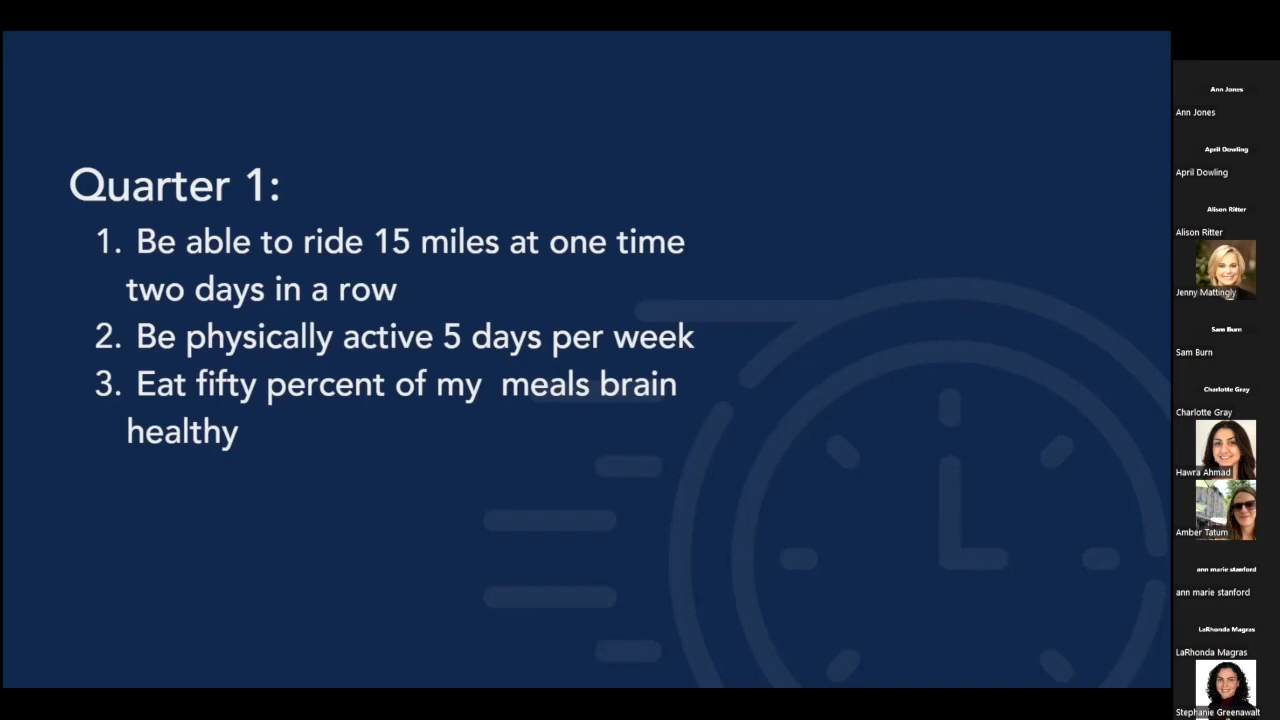 Quarter 1:
1. Be able to ride 15 miles at one time
two days in a row
2. Be physically active 5 days per week
3. Eat fifty percent of my  meals brain
healthy
Ann Jones
Ann Jones
April Dowling
April Dowling
Alison Ritter
Alison Ritter
Jenny Mattingly
Sam Burn
Sam Burn
Charlotte Gray
Charlotte Gray
Hawra Ahmad
Amber Tatum
ann marie stanford
ann marie stanford
LaRhonda Magras
LaRhonda Magras
Stephanie Greenawalt